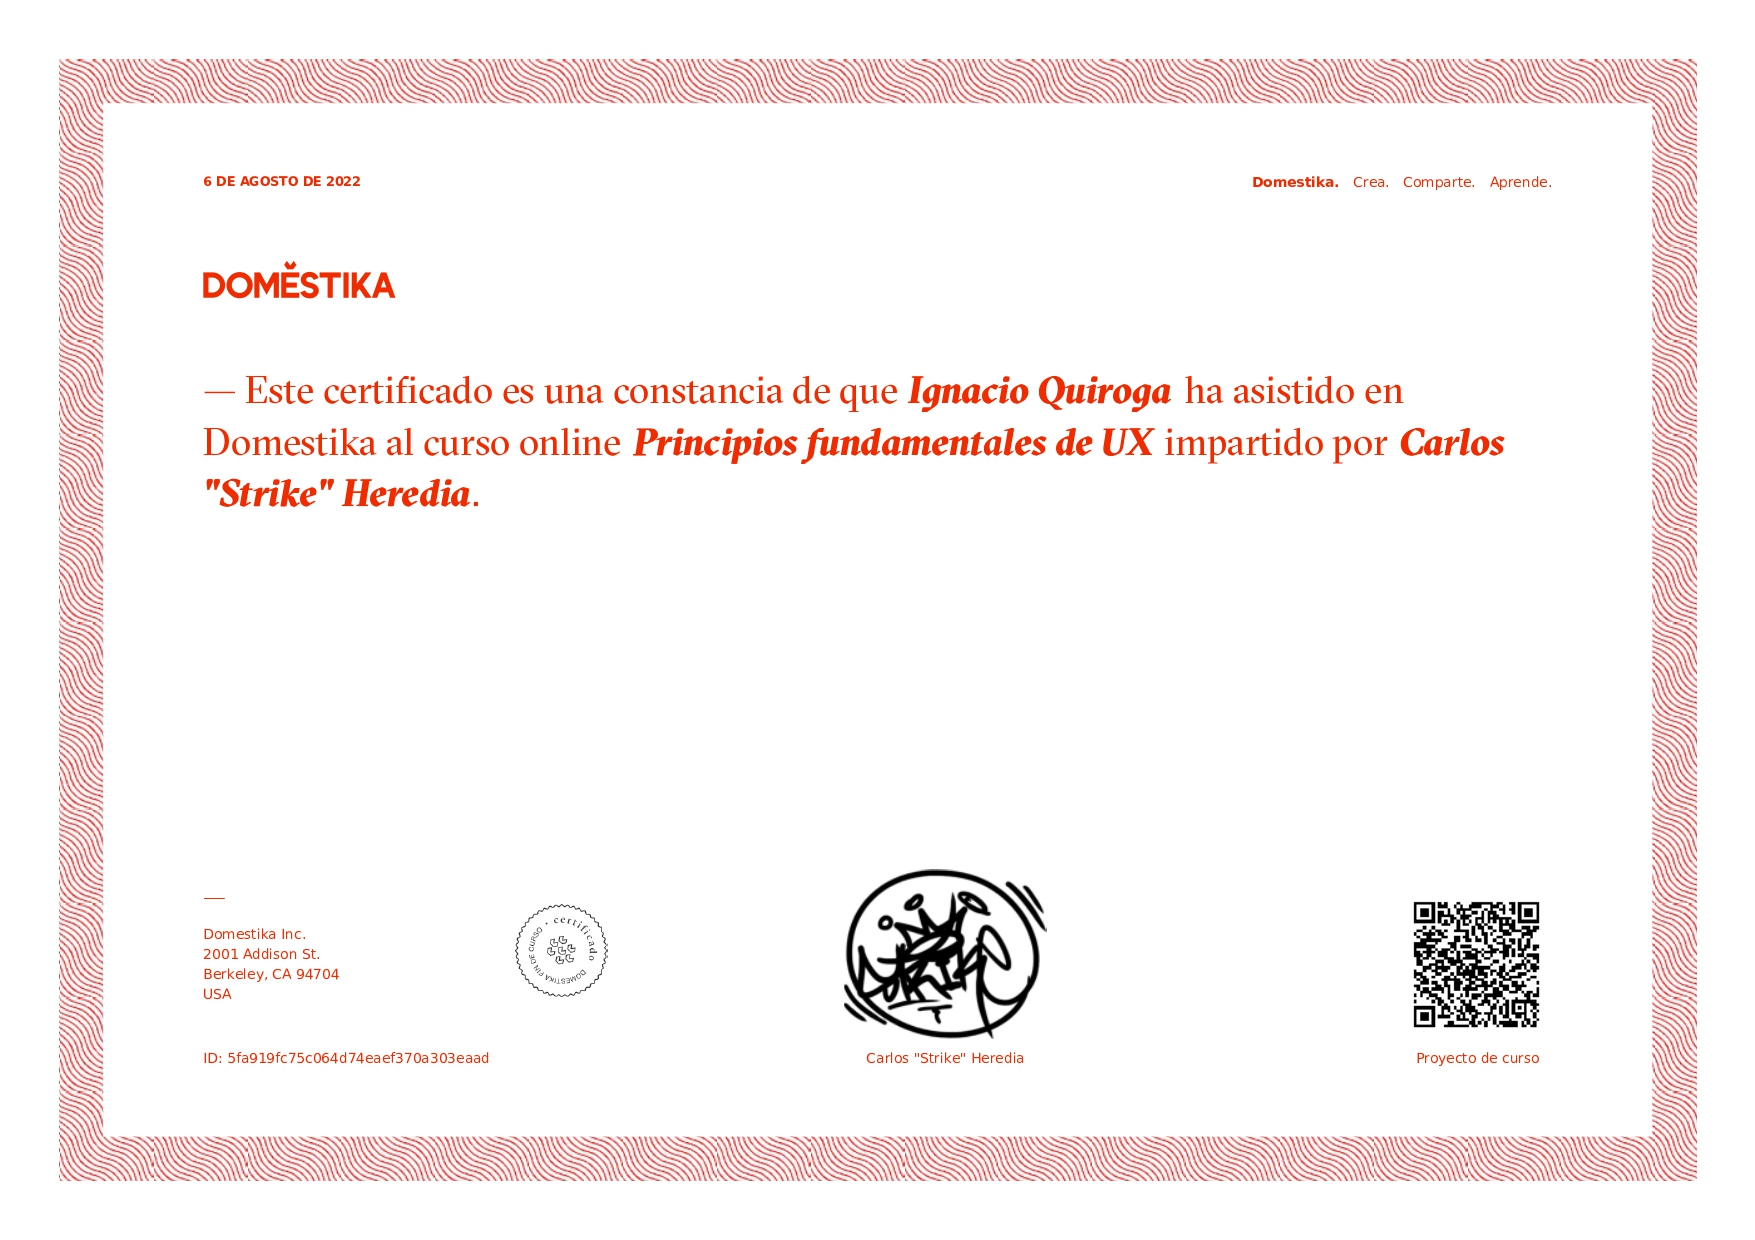 6 DE AGOSTO DE 2022
Domestika. Crea. Comparte. Aprende.
DOMĔSTIKA
— Este certificado es una constancia de que Ignacio Quiroga ha asistido en
Domestika al curso online Principios fundamentales de UX impartido por Carlos
"Strike" Heredia.
—
Domestika Inc.
2001 Addison St.
Berkeley, CA 94704
USA
• certificado
DOMESTIKA FIN DE CURSO
ID: 5fa919fc75c064d74eaef370a303eaad
Carlos "Strike" Heredia
Proyecto de curso